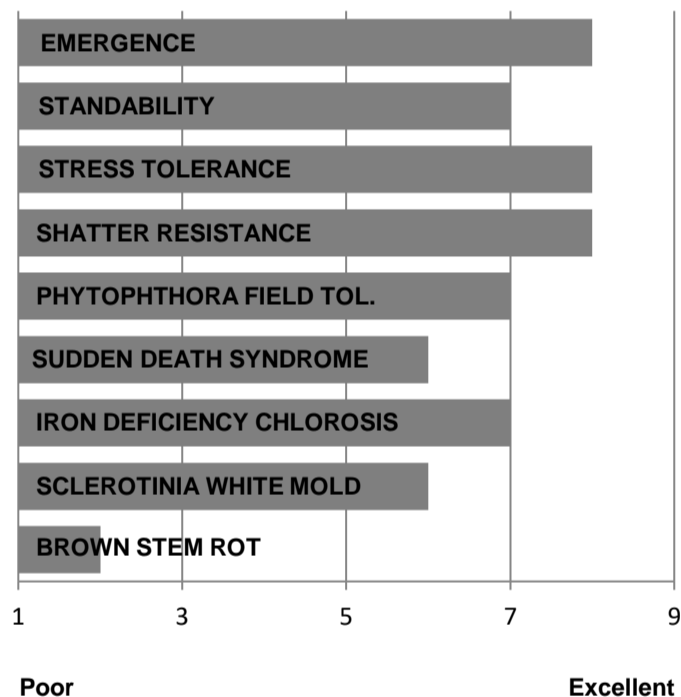 EMERGENCE
STANDABILITY
STRESS TOLERANCE
SHATTER RESISTANCE
PHYTOPHTHORA FIELD TOL.
SUDDEN DEATH SYNDROME
IRON DEFICIENCY CHLOROSIS
SCLEROTINIA WHITE MOLD
BROWN STEM ROT
1 3 5 7 9
Poor Excellent